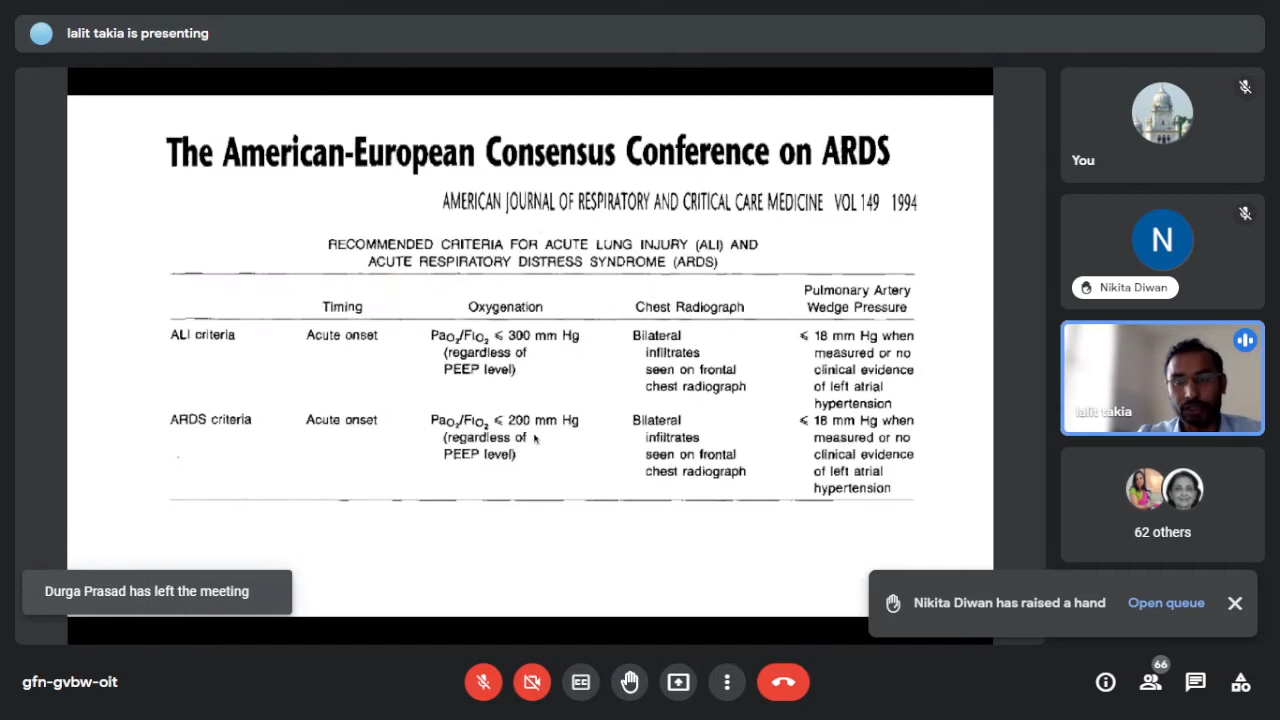 lalit takia is presenting
The American-European Consensus Conference on ARDS
AMERICAN JOURNAL OF RESPIRATORY AND CRITICAL CARE MEDICINE VOL 149 1994
RECOMMENDED CRITERIA FOR ACUTE LUNG INJURY (ALI) AND
ACUTE RESPIRATORY DISTRESS SYNDROME (ARDS)
Timing Oxygenation Chest Radiograph Pulmonary Artery Wedge Pressure
ALI criteria Acute onset PaO₂/FIO₂ ⩽ 300 mm Hg Bilateral ⩽ 18 mm Hg when
(regardless of infiltrates measured or no
PEEP level) seen on frontal clinical evidence
chest radiograph of left atrial
hypertension
ARDS criteria Acute onset PaO₂/FIO₂ ⩽ 200 mm Hg Bilateral ⩽ 18 mm Hg when
(regardless of infiltrates measured or no
PEEP level) seen on frontal clinical evidence
chest radiograph of left atrial
hypertension
You
N
Nikita Diwan
lalit takia
62 others
Durga Prasad has left the meeting
Nikita Diwan has raised a hand Open queue
gfn-gvbw-oit
CC
66